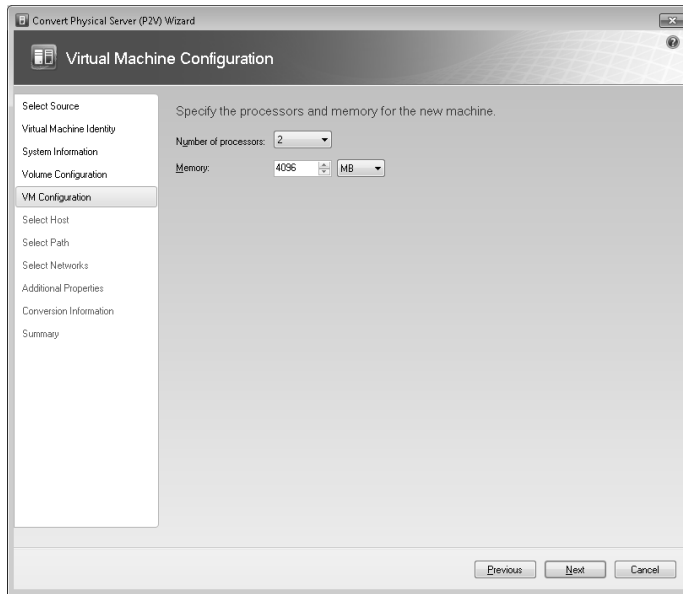 Convert Physical Server (P2V) Wizard
Virtual Machine Configuration
Select Source
Virtual Machine Identity
System Information
Volume Configuration
VM Configuration
Select Host
Select Path
Select Networks
Additional Properties
Conversion Information
Summary
Specify the processors and memory for the new machine.
Number of processors: 2
Memory: 4096 MB
Previous Next Cancel